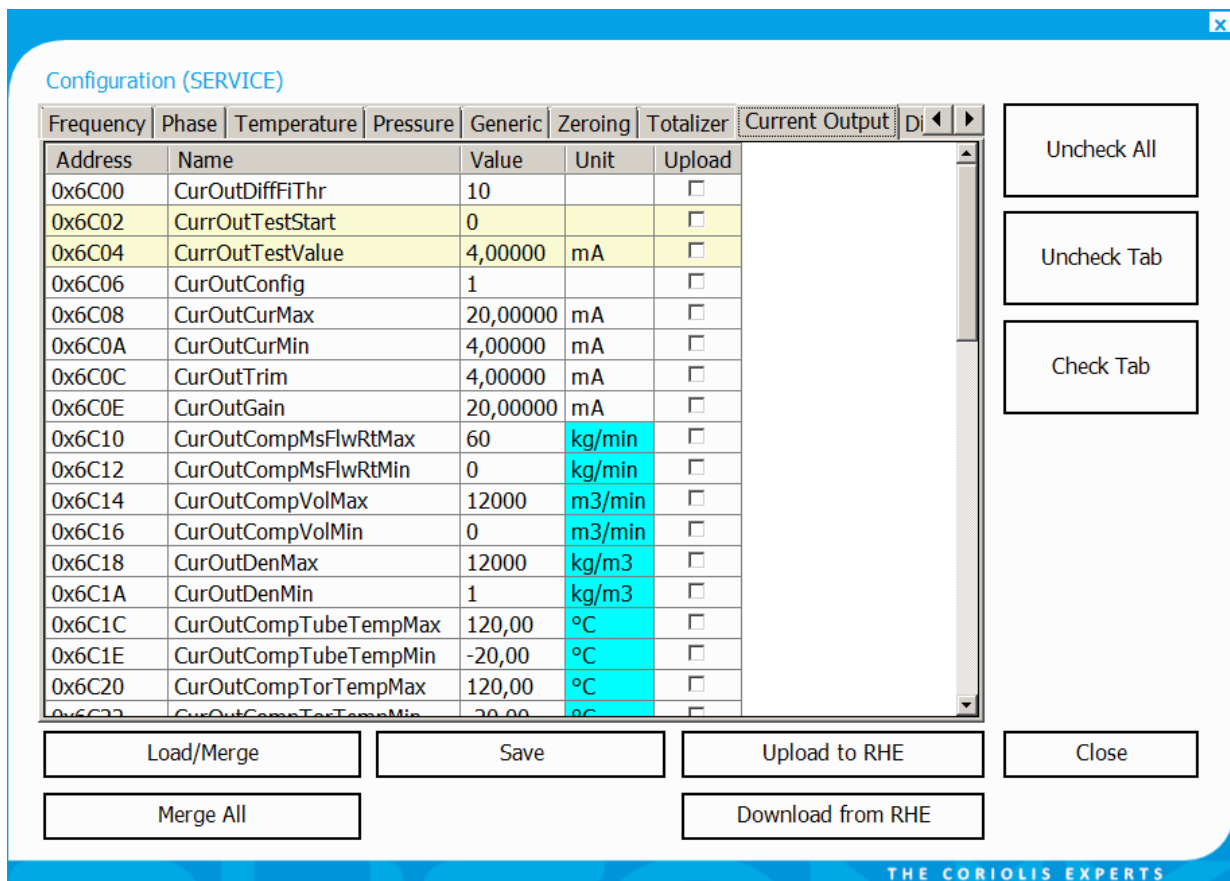 x
Configuration (SERVICE)
Frequency Phase Temperature Pressure Generic Zeroing Totalizer Current Output Di
Address Name Value Unit Upload
0x6C00 CurOutDiffFiThr 10
0x6C02 CurrOutTestStart 0
0x6C04 CurrOutTestValue 4,00000 mA
0x6C06 CurOutConfig 1
0x6C08 CurOutCurMax 20,00000 mA
0x6C0A CurOutCurMin 4,00000 mA
0x6C0C CurOutTrim 4,00000 mA
0x6C0E CurOutGain 20,00000 mA
0x6C10 CurOutCompMsFlwRtMax 60 kg/min
0x6C12 CurOutCompMsFlwRtMin 0 kg/min
0x6C14 CurOutCompVolMax 12000 m3/min
0x6C16 CurOutCompVolMin 0 m3/min
0x6C18 CurOutDenMax 12000 kg/m3
0x6C1A CurOutDenMin 1 kg/m3
0x6C1C CurOutCompTubeTempMax 120,00 °C
0x6C1E CurOutCompTubeTempMin -20,00 °C
0x6C20 CurOutCompTorTempMax 120,00 °C
0x6C22 CurOutCompTorTempMin -20,00 °C
Uncheck All
Uncheck Tab
Check Tab
Load/Merge Save Upload to RHE Close
Merge All Download from RHE
THE CORIOLIS EXPERTS